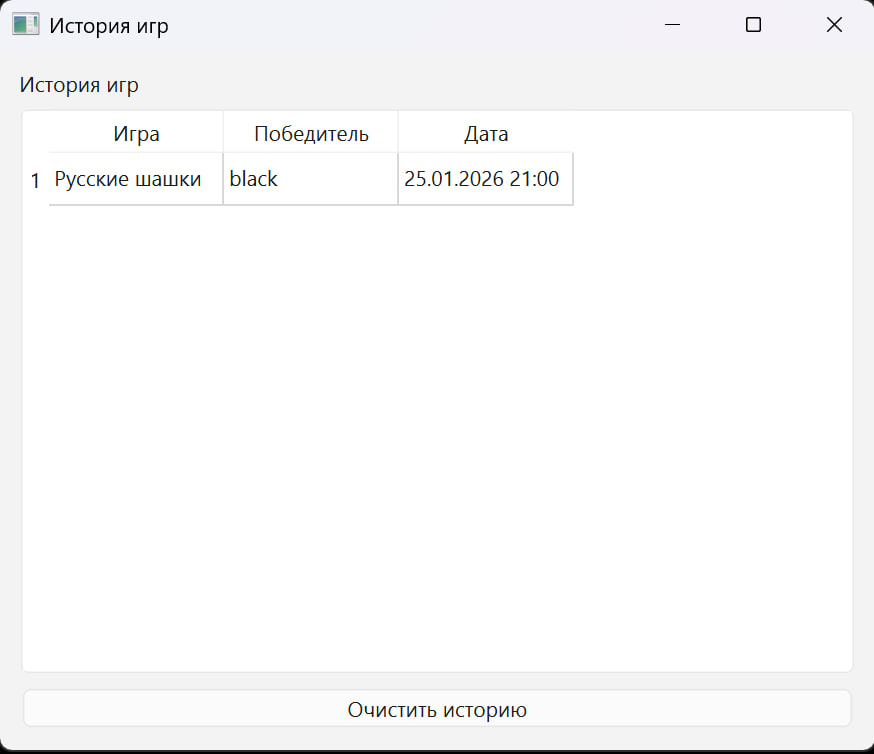 История игр
История игр
Игра Победитель Дата
1 Русские шашки black 25.01.2026 21:00
Очистить историю